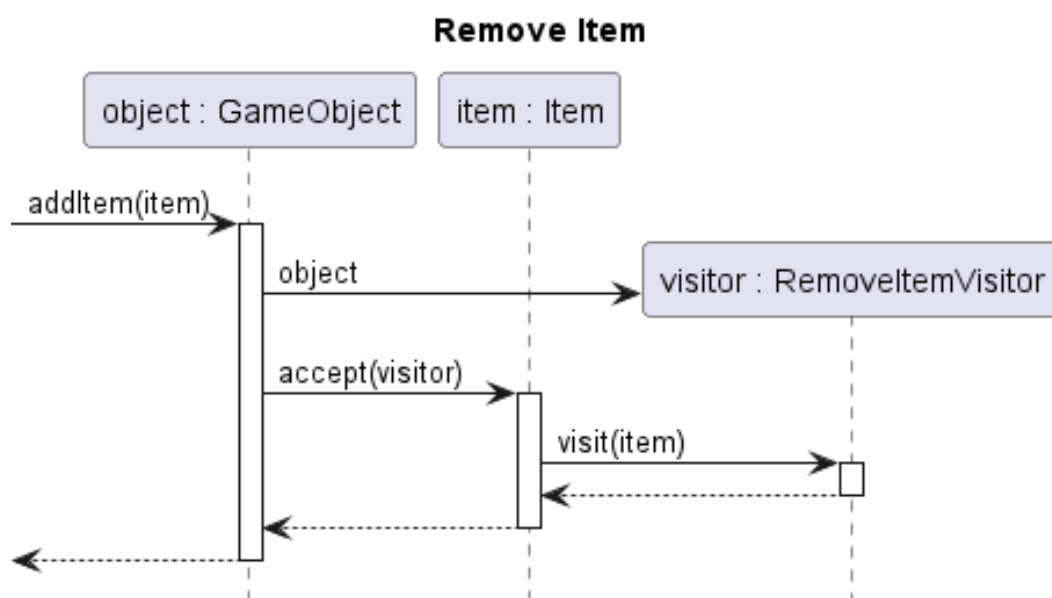 Remove Item
object : GameObject
item : Item
addItem(item)
object
visitor : RemoveItemVisitor
accept(visitor)
visit(item)